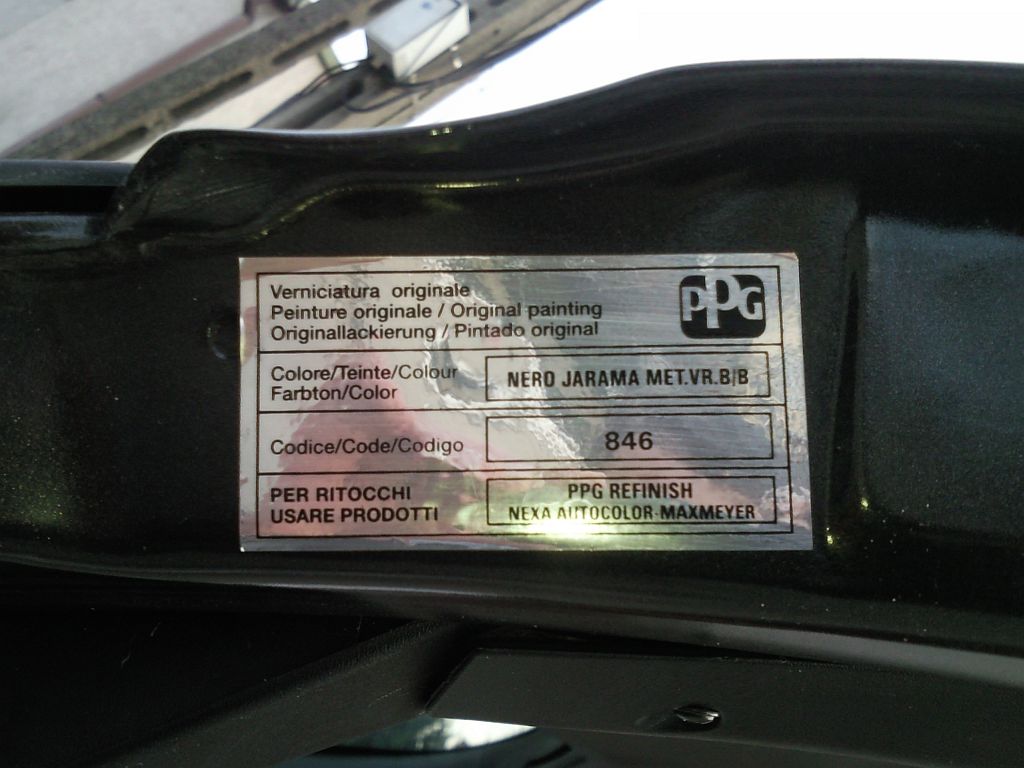 Verniciatura originale
Peinture originale / Original painting
Originallackierung / Pintado original
PPG
Colore/Teinte/Colour
Farbton/Color
NERO JARAMA MET.VR.B/B
Codice/Code/Codigo
846
PER RITOCCHI
USARE PRODOTTI
PPG REFINISH
NEXA AUTOCOLOR-MAXMEYER